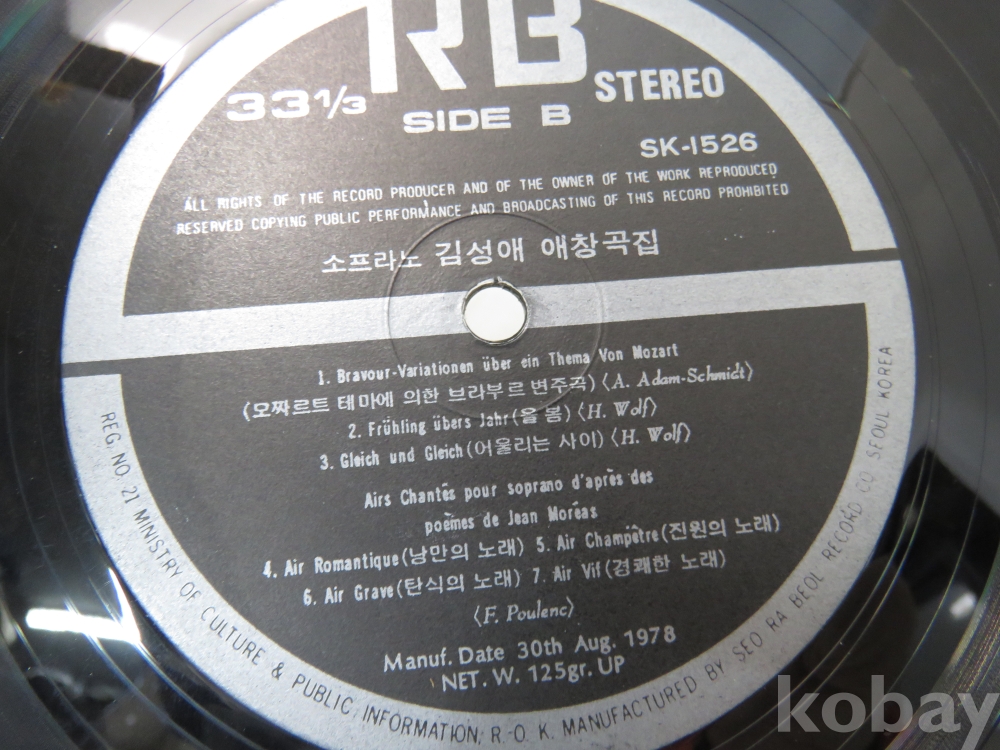 RB
33 1/3
SIDE B
STEREO
SK-1526
ALL RIGHTS OF THE RECORD PRODUCER AND OF THE OWNER OF THE WORK REPRODUCED
RESERVED COPYING PUBLIC PERFORMANCE AND BROADCASTING OF THIS RECORD PROHIBITED
소프라노 김성애 애창곡집
1. Bravour-Variationen über ein Thema Von Mozart
(모짜르트 테마에 의한 브라부르 변주곡) (A. Adam-Schmidt)
2. Frühling übers Jahr(올 봄) (H. Wolf)
3. Gleich und Gleich(어울리는 사이) (H. Wolf)
Airs Chantés pour soprano d'après des
poèmes de Jean Moréas
4. Air Romantique(낭만의 노래) 5. Air Champêtre(전원의 노래)
6. Air Grave(탄식의 노래) 7. Air Vif(경쾌한 노래)
(F. Poulenc)
Manuf. Date 30th Aug. 1978
NET. W. 125gr. UP
REG, NO. 21 MINISTRY OF CULTURE & PUBLIC, INFORMATION, R. O. K. MANUFACTURED BY SEO RA BEOL RECORD CO SEOUL KOREA
kobay